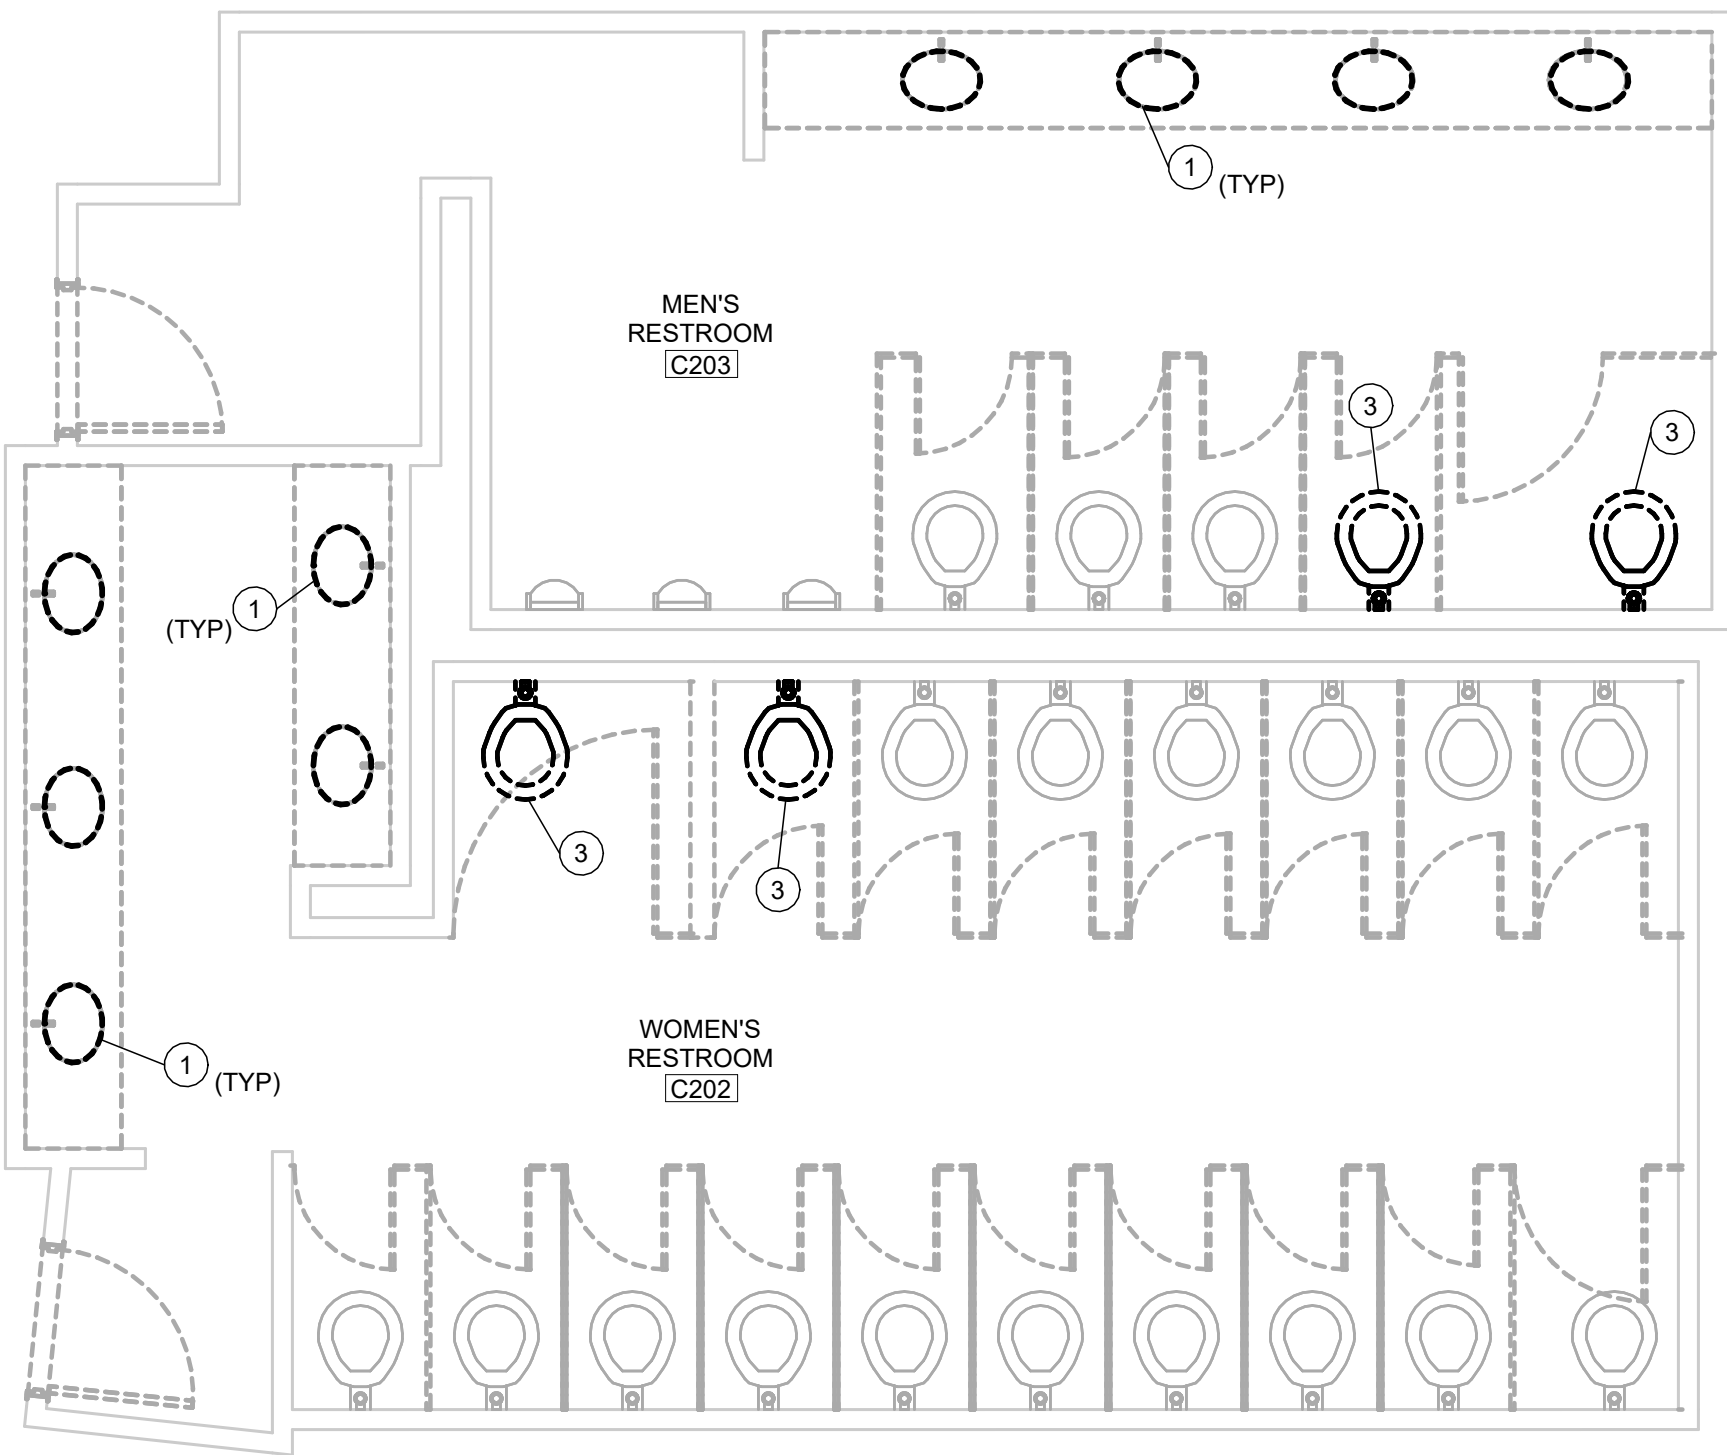 1
(TYP)
MEN'S
RESTROOM
C203
3
3
1
(TYP)
3
3
WOMEN'S
RESTROOM
C202
1
(TYP)